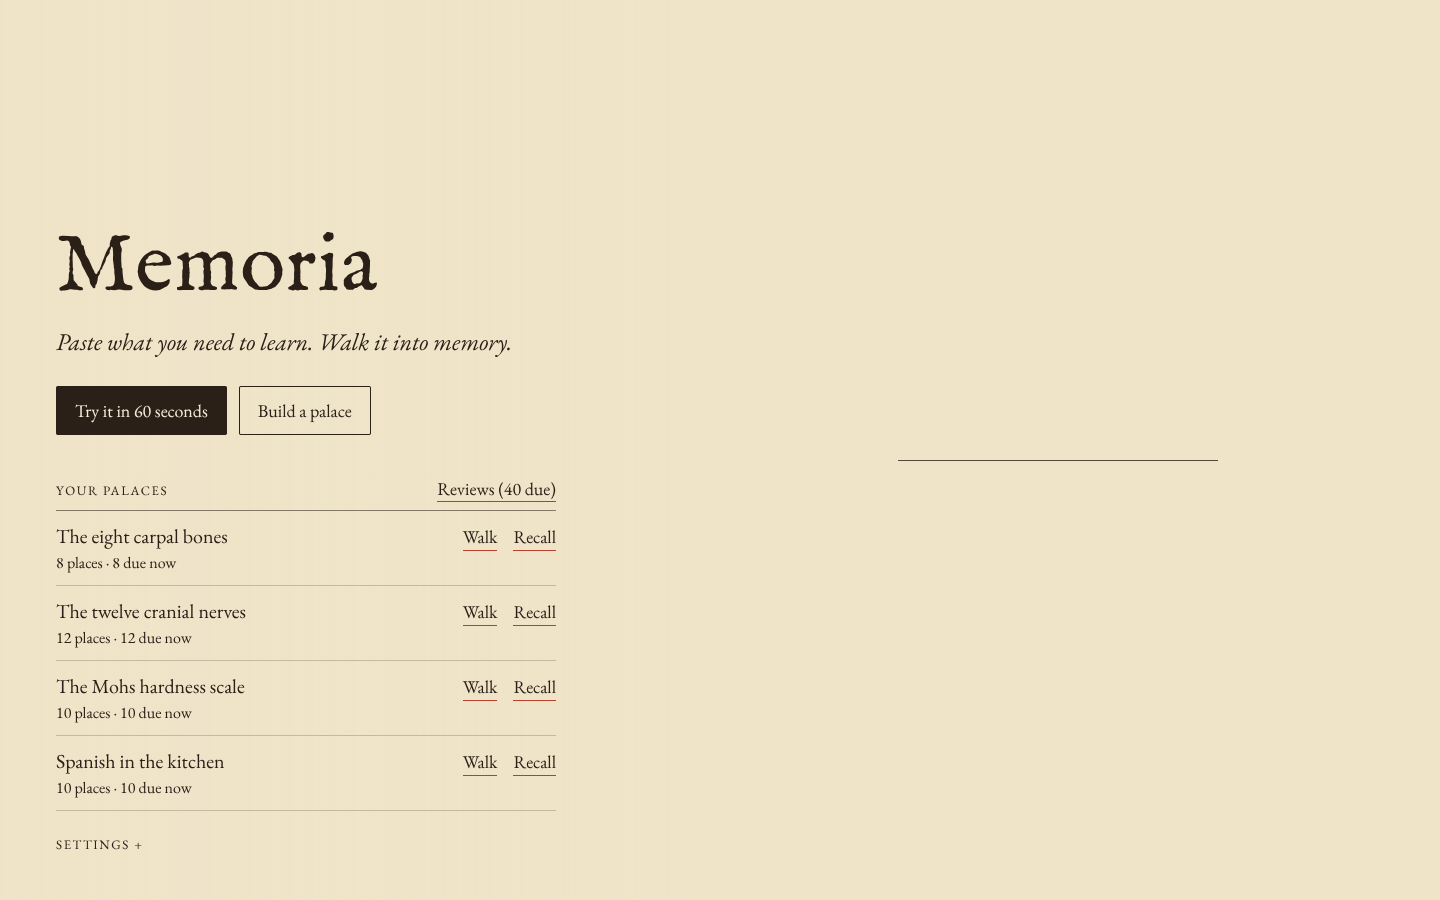 Memoria
Paste what you need to learn. Walk it into memory.
Try it in 60 seconds
Build a palace
YOUR PALACES
Reviews (40 due)
The eight carpal bones
Walk Recall
8 places · 8 due now
The twelve cranial nerves
Walk Recall
12 places · 12 due now
The Mohs hardness scale
Walk Recall
10 places · 10 due now
Spanish in the kitchen
Walk Recall
10 places · 10 due now
SETTINGS +